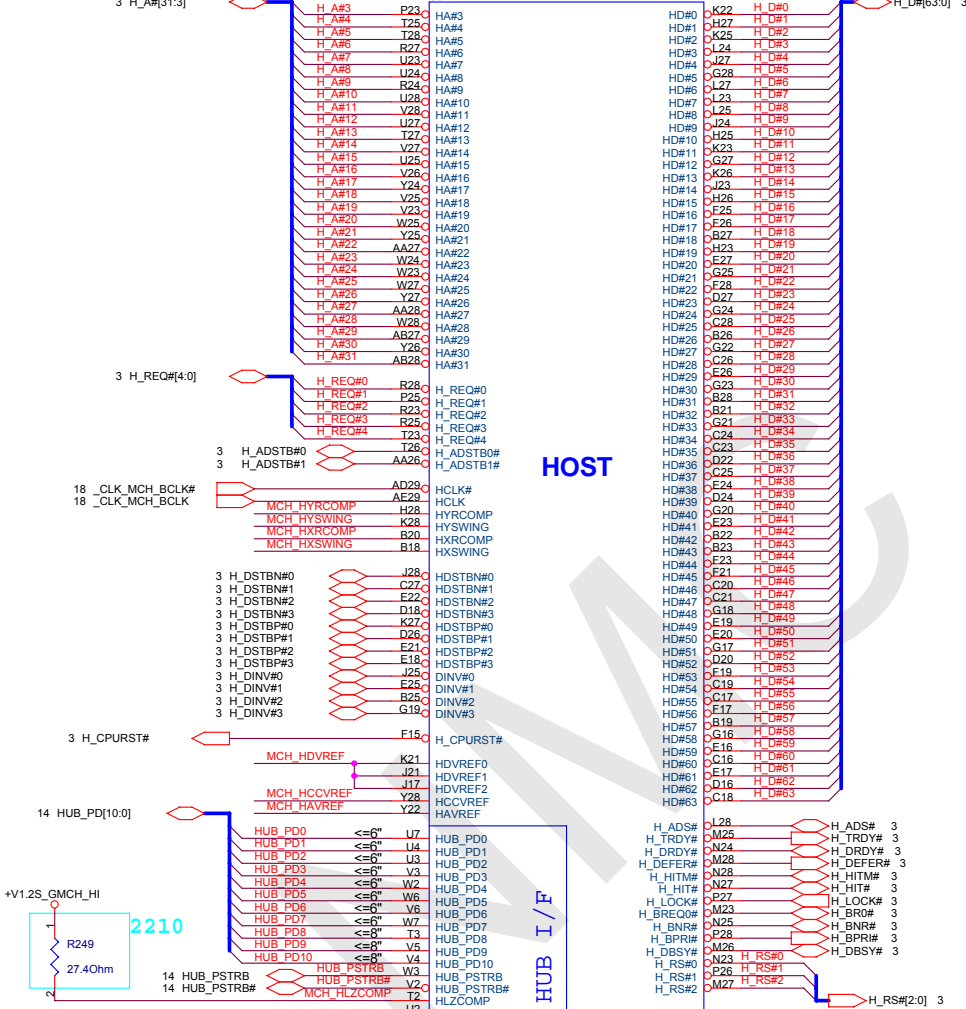 3 H_A#[31:3]
H_D#[63:0] 3
H_A#3 P23 HA#3
H_A#4 T25 HA#4
H_A#5 T28 HA#5
H_A#6 R27 HA#6
H_A#7 U23 HA#7
H_A#8 U24 HA#8
H_A#9 R24 HA#9
H_A#10 U28 HA#10
H_A#11 V28 HA#11
H_A#12 U27 HA#12
H_A#13 T27 HA#13
H_A#14 V27 HA#14
H_A#15 U25 HA#15
H_A#16 V26 HA#16
H_A#17 Y24 HA#17
H_A#18 V25 HA#18
H_A#19 V23 HA#19
H_A#20 W25 HA#20
H_A#21 Y25 HA#21
H_A#22 AA27 HA#22
H_A#23 W24 HA#23
H_A#24 W23 HA#24
H_A#25 W27 HA#25
H_A#26 Y27 HA#26
H_A#27 AA28 HA#27
H_A#28 W28 HA#28
H_A#29 AB27 HA#29
H_A#30 Y26 HA#30
H_A#31 AB28 HA#31
3 H_REQ#[4:0]
H_REQ#0 R28 H_REQ#0
H_REQ#1 P25 H_REQ#1
H_REQ#2 R23 H_REQ#2
H_REQ#3 R25 H_REQ#3
H_REQ#4 T23 H_REQ#4
3 H_ADSTB#0 T26 H_ADSTB0#
3 H_ADSTB#1 AA26 H_ADSTB1#
18 _CLK_MCH_BCLK# AD29 HCLK#
18 _CLK_MCH_BCLK AE29 HCLK
MCH_HYRCOMP H28 HYRCOMP
MCH_HYSWING K28 HYSWING
MCH_HXRCOMP B20 HXRCOMP
MCH_HXSWING B18 HXSWING
3 H_DSTBN#0 J28 HDSTBN#0
3 H_DSTBN#1 C27 HDSTBN#1
3 H_DSTBN#2 E22 HDSTBN#2
3 H_DSTBN#3 D18 HDSTBN#3
3 H_DSTBP#0 K27 HDSTBP#0
3 H_DSTBP#1 D26 HDSTBP#1
3 H_DSTBP#2 E21 HDSTBP#2
3 H_DSTBP#3 E18 HDSTBP#3
3 H_DINV#0 J25 DINV#0
3 H_DINV#1 E25 DINV#1
3 H_DINV#2 B25 DINV#2
3 H_DINV#3 G19 DINV#3
3 H_CPURST# F15 H_CPURST#
MCH_HDVREF K21 HDVREF0
J21 HDVREF1
J17 HDVREF2
MCH_HCCVREF Y28 HCCVREF
MCH_HAVREF Y22 HAVREF
14 HUB_PD[10:0]
HUB_PD0 <=6" U7 HUB_PD0
HUB_PD1 <=6" U4 HUB_PD1
HUB_PD2 <=6" U3 HUB_PD2
HUB_PD3 <=6" V3 HUB_PD3
HUB_PD4 <=6" W2 HUB_PD4
HUB_PD5 <=6" W6 HUB_PD5
HUB_PD6 <=6" V6 HUB_PD6
HUB_PD7 <=6" W7 HUB_PD7
HUB_PD8 <=8" T3 HUB_PD8
HUB_PD9 <=8" V5 HUB_PD9
HUB_PD10 <=8" V4 HUB_PD10
14 HUB_PSTRB HUB_PSTRB W3 HUB_PSTRB
14 HUB_PSTRB# HUB_PSTRB# V2 HUB_PSTRB#
MCH_HLZCOMP T2 HLZCOMP
U2
+V1.2S_GMCH_HI
1
2210
R249
27.4Ohm
2
HOST
HUB I/F
HD#0 K22 H_D#0
HD#1 H27 H_D#1
HD#2 K25 H_D#2
HD#3 L24 H_D#3
HD#4 J27 H_D#4
HD#5 G28 H_D#5
HD#6 L27 H_D#6
HD#7 L23 H_D#7
HD#8 L25 H_D#8
HD#9 J24 H_D#9
HD#10 H25 H_D#10
HD#11 K23 H_D#11
HD#12 G27 H_D#12
HD#13 K26 H_D#13
HD#14 J23 H_D#14
HD#15 H26 H_D#15
HD#16 F25 H_D#16
HD#17 F26 H_D#17
HD#18 B27 H_D#18
HD#19 H23 H_D#19
HD#20 E27 H_D#20
HD#21 G25 H_D#21
HD#22 F28 H_D#22
HD#23 D27 H_D#23
HD#24 G24 H_D#24
HD#25 C28 H_D#25
HD#26 B26 H_D#26
HD#27 G22 H_D#27
HD#28 C26 H_D#28
HD#29 E26 H_D#29
HD#30 G23 H_D#30
HD#31 B28 H_D#31
HD#32 B21 H_D#32
HD#33 G21 H_D#33
HD#34 C24 H_D#34
HD#35 C23 H_D#35
HD#36 D22 H_D#36
HD#37 C25 H_D#37
HD#38 E24 H_D#38
HD#39 D24 H_D#39
HD#40 G20 H_D#40
HD#41 E23 H_D#41
HD#42 B22 H_D#42
HD#43 B23 H_D#43
HD#44 F23 H_D#44
HD#45 F21 H_D#45
HD#46 C20 H_D#46
HD#47 C21 H_D#47
HD#48 G18 H_D#48
HD#49 E19 H_D#49
HD#50 E20 H_D#50
HD#51 G17 H_D#51
HD#52 D20 H_D#52
HD#53 F19 H_D#53
HD#54 C19 H_D#54
HD#55 C17 H_D#55
HD#56 F17 H_D#56
HD#57 B19 H_D#57
HD#58 G16 H_D#58
HD#59 E16 H_D#59
HD#60 C16 H_D#60
HD#61 E17 H_D#61
HD#62 D16 H_D#62
HD#63 C18 H_D#63
H_ADS# L28 H_ADS# 3
H_TRDY# M25 H_TRDY# 3
H_DRDY# N24 H_DRDY# 3
H_DEFER# M28 H_DEFER# 3
H_HITM# N28 H_HITM# 3
H_HIT# N27 H_HIT# 3
H_LOCK# P27 H_LOCK# 3
H_BREQ0# M23 H_BR0# 3
H_BNR# N25 H_BNR# 3
H_BPRI# P28 H_BPRI# 3
H_DBSY# M26 H_DBSY# 3
H_RS#0 N23 H_RS#0
H_RS#1 P26 H_RS#1
H_RS#2 M27 H_RS#2
H_RS#[2:0] 3